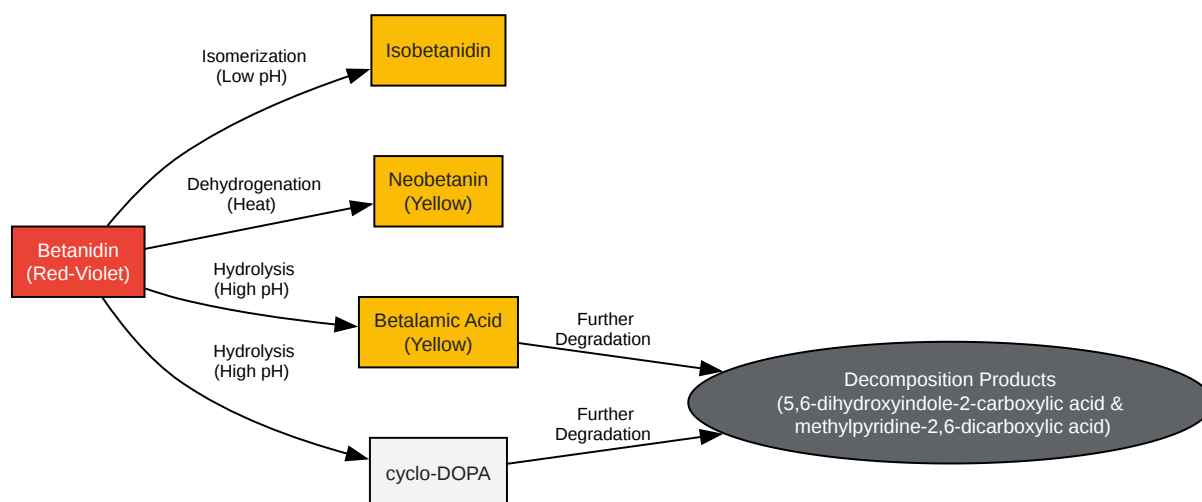 Isobetanidin
Isomerization
(Low pH)
Neobetanin
(Yellow)
Dehydrogenation
(Heat)
Betanidin
(Red-Violet)
Hydrolysis
(High pH)
Betalamic Acid
(Yellow)
Further
Degradation
Hydrolysis
(High pH)
Decomposition Products
(5,6-dihydroxyindole-2-carboxylic acid &
methylpyridine-2,6-dicarboxylic acid)
Further
Degradation
cyclo-DOPA